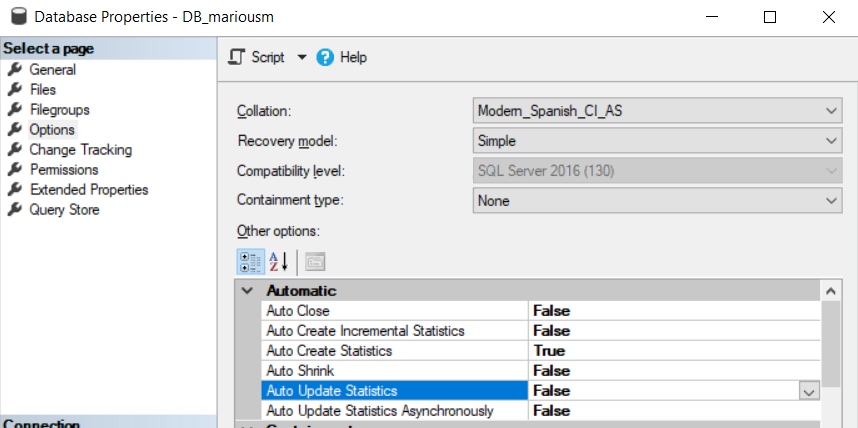 Database Properties - DB_mariousm
Select a page
General
Files
Filegroups
Options
Change Tracking
Permissions
Extended Properties
Query Store
Connection
Script
Help
Collation: Modern_Spanish_CI_AS
Recovery model: Simple
Compatibility level: SQL Server 2016 (130)
Containment type: None
Other options:
Automatic
Auto Close False
Auto Create Incremental Statistics False
Auto Create Statistics True
Auto Shrink False
Auto Update Statistics False
Auto Update Statistics Asynchronously False